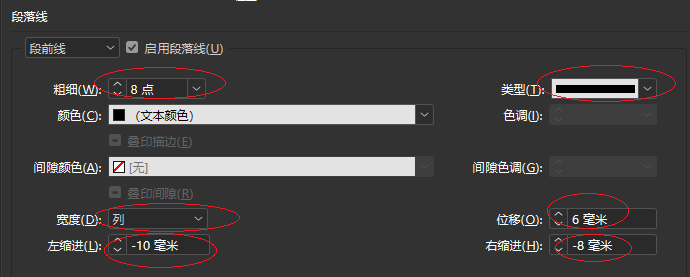 段落线
段前线 启用段落线(U)
粗细(W): 8 点 类型(T):
颜色(C): (文本颜色) 色调(I):
叠印描边(E)
间隙颜色(A): [无] 间隙色调(G):
叠印间隙(R)
宽度(D): 列 位移(O): 6 毫米
左缩进(L): -10 毫米 右缩进(H): -8 毫米